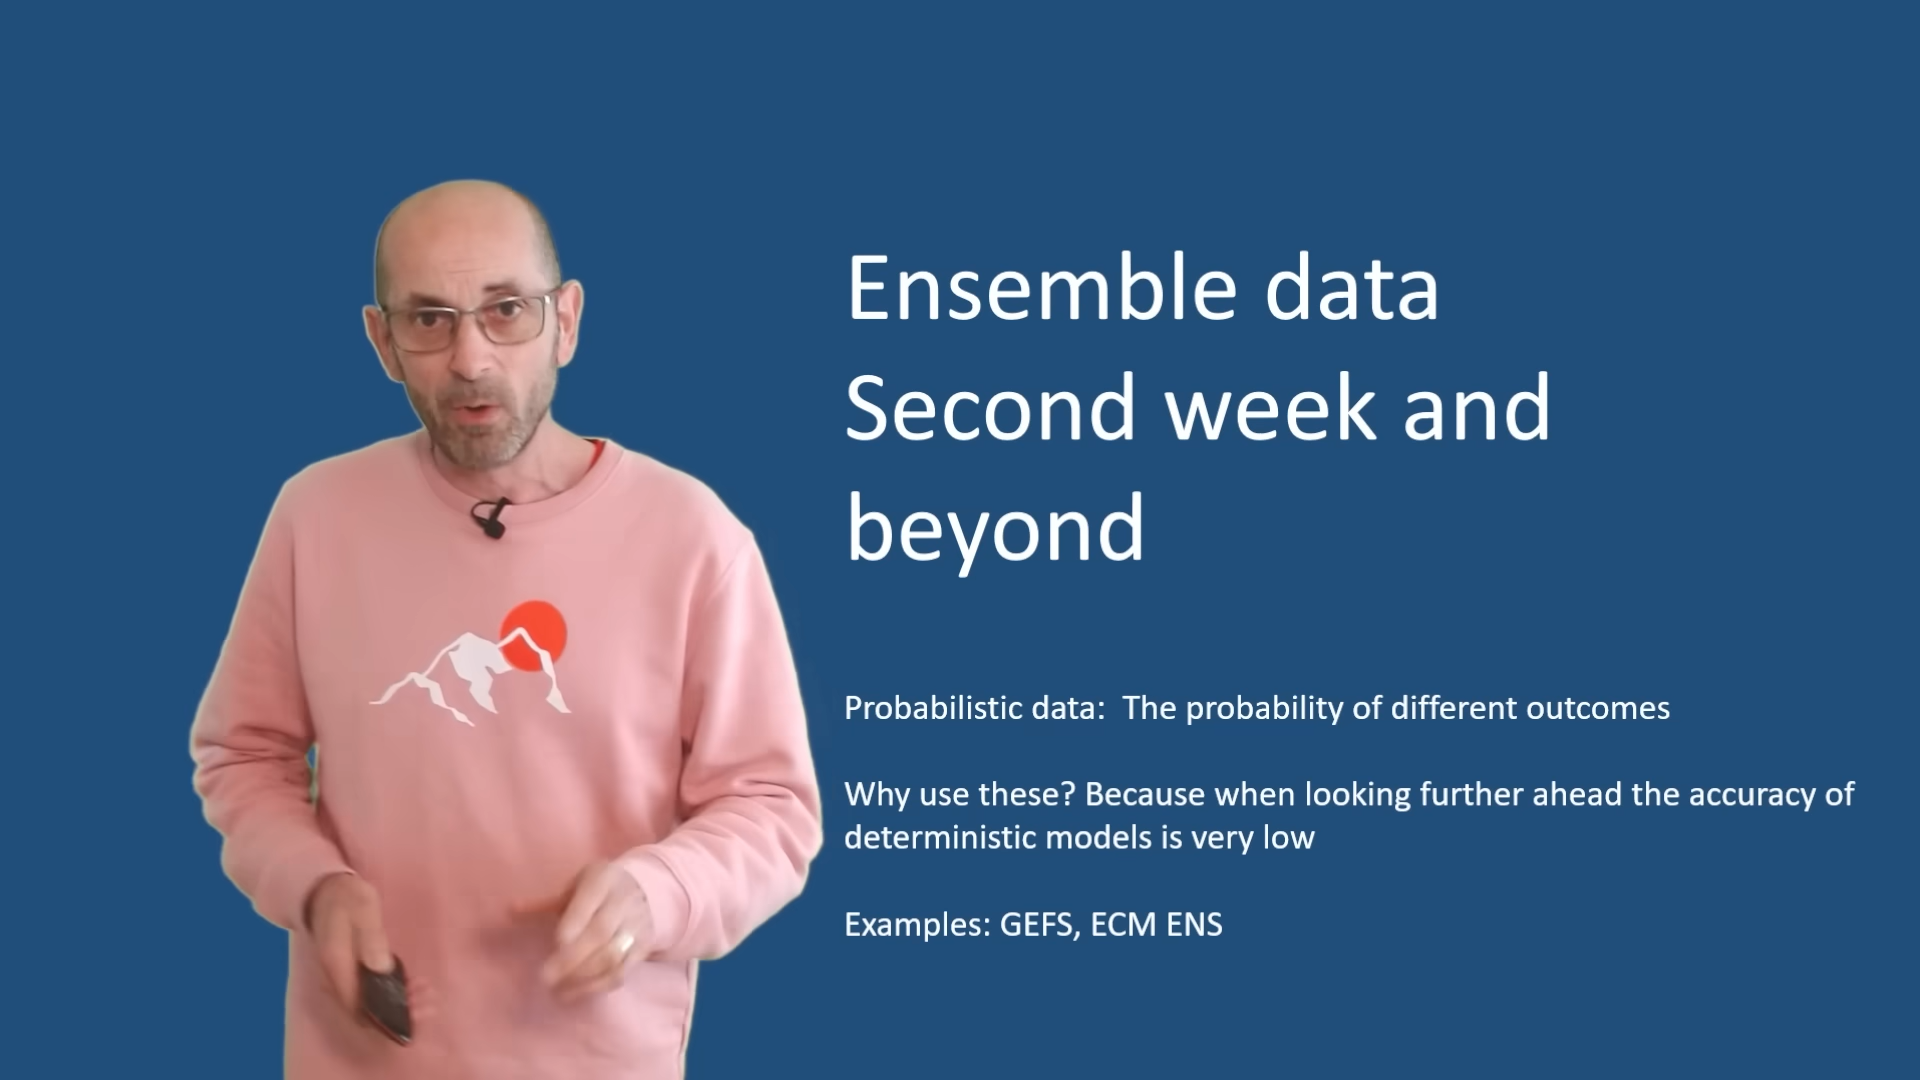 Ensemble data
Second week and
beyond
Probabilistic data:  The probability of different outcomes
Why use these? Because when looking further ahead the accuracy of
deterministic models is very low
Examples: GEFS, ECM ENS